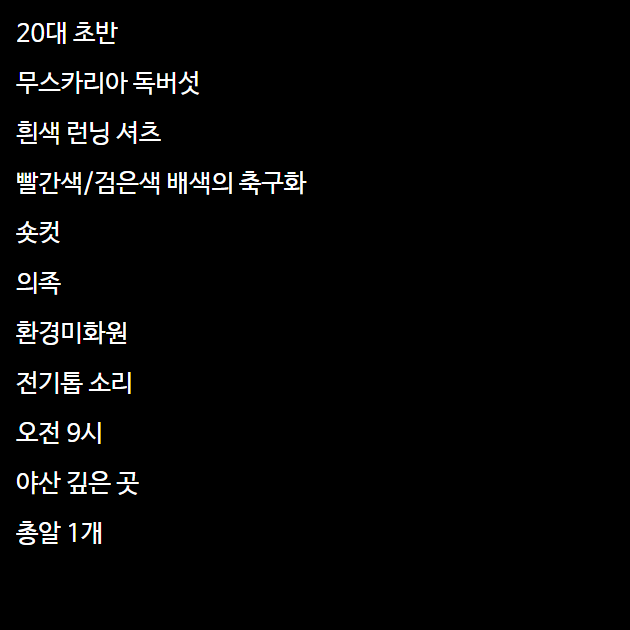 20대 초반
무스카리아 독버섯
흰색 런닝 셔츠
빨간색/검은색 배색의 축구화
숏컷
의족
환경미화원
전기톱 소리
오전 9시
야산 깊은 곳
총알 1개